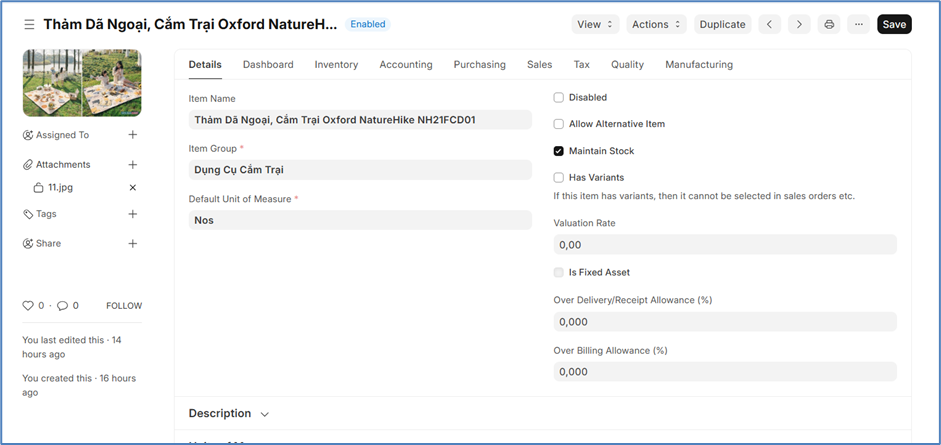 Thảm Dã Ngoại, Cắm Trại Oxford NatureHi... Enabled View Actions Duplicate ... Save
Details Dashboard Inventory Accounting Purchasing Sales Tax Quality Manufacturing
Assigned To
Attachments
11.jpg
Tags
Share
0 · 0 FOLLOW
You last edited this · 14
hours ago
You created this · 16 hours
ago
Item Name
Thảm Dã Ngoại, Cắm Trại Oxford NatureHike NH21FCD01
Item Group *
Dụng Cụ Cắm Trại
Default Unit of Measure *
Nos
Disabled
Allow Alternative Item
Maintain Stock
Has Variants
If this item has variants, then it cannot be selected in sales orders etc.
Valuation Rate
0,00
Is Fixed Asset
Over Delivery/Receipt Allowance (%)
0,000
Over Billing Allowance (%)
0,000
Description